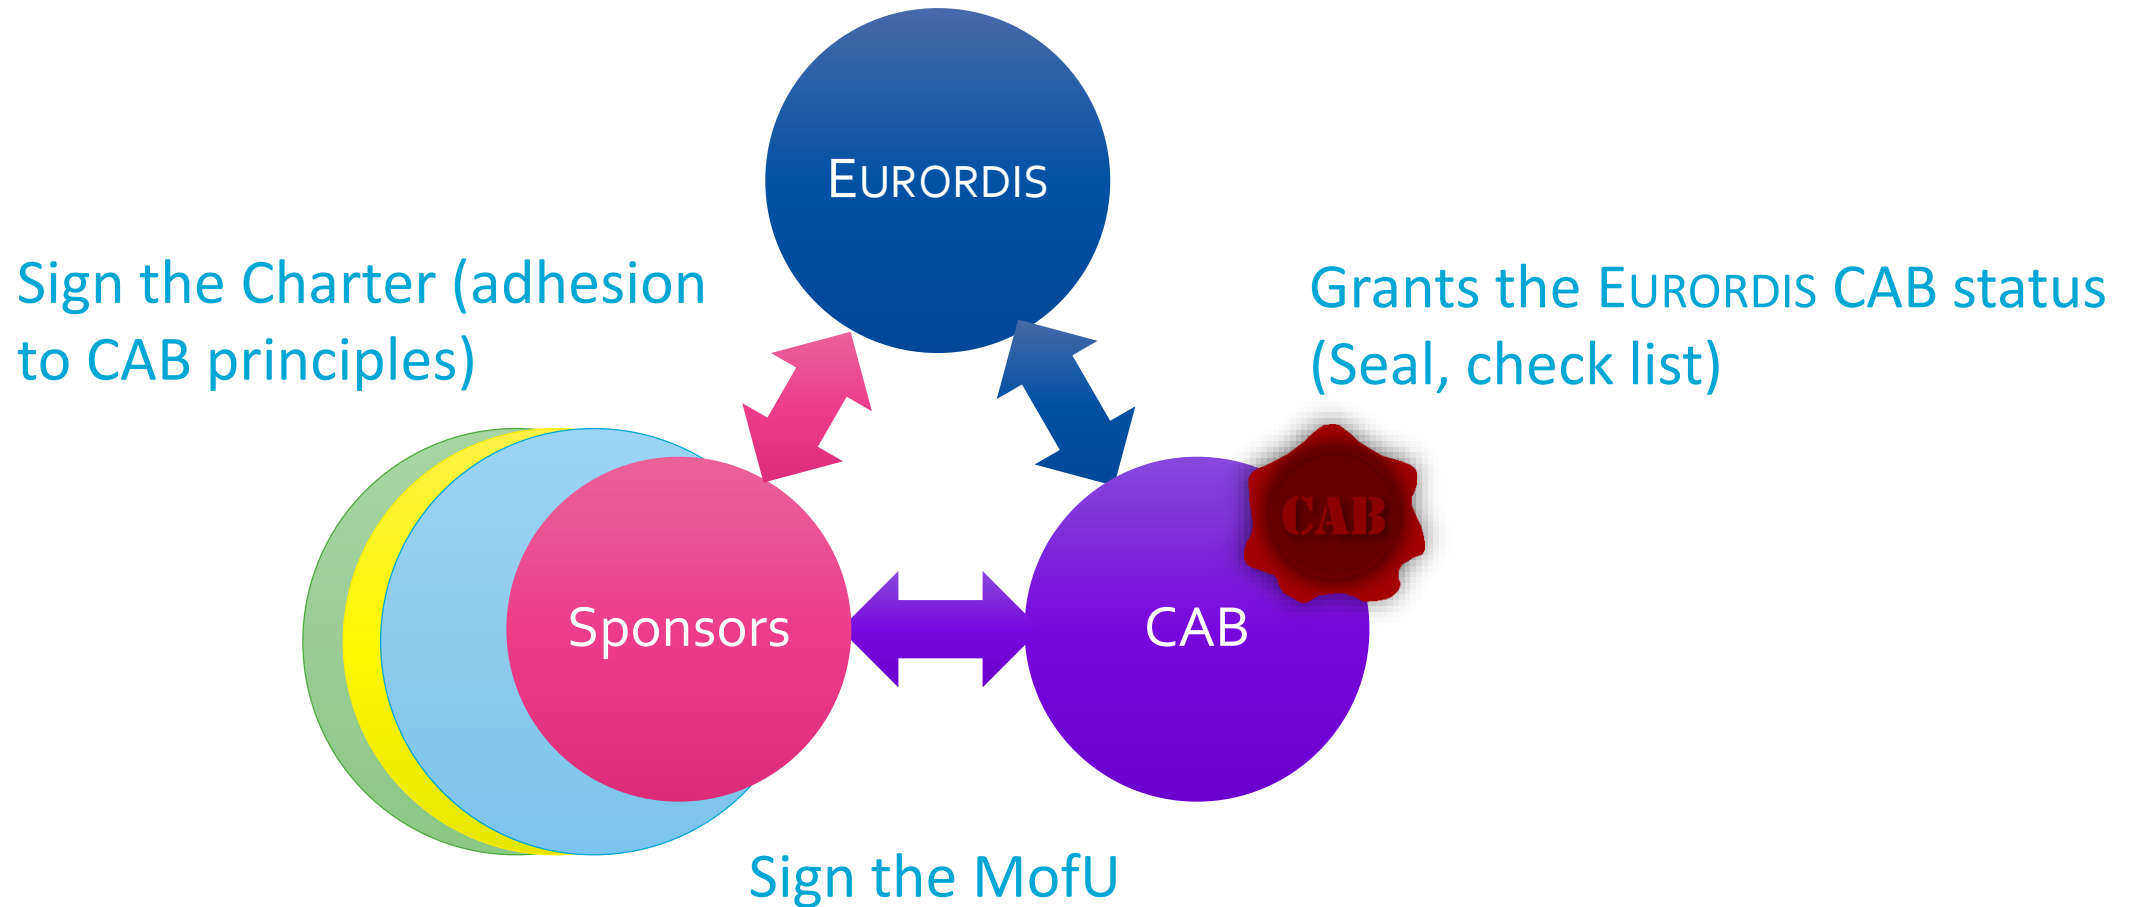 EURORDIS
Sign the Charter (adhesion
to CAB principles)
Grants the EURORDIS CAB status
(Seal, check list)
CAB
Sponsors
CAB
Sign the MofU